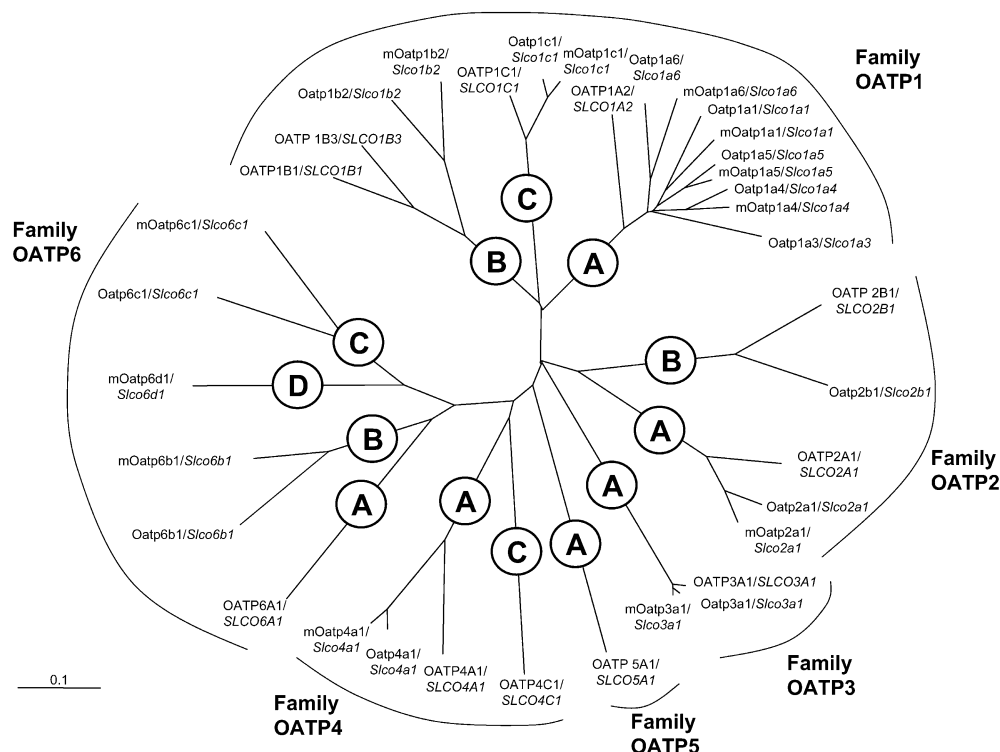 Family
OATP1
mOatp1b2/
Slco1b2
Oatp1c1/
Slco1c1
mOatp1c1/
Slco1c1
OATP1C1/
SLCO1C1
Oatp1a6/
Slco1a6
OATP1A2/
SLCO1A2
mOatp1a6/Slco1a6
Oatp1a1/Slco1a1
mOatp1a1/Slco1a1
Oatp1a5/Slco1a5
mOatp1a5/Slco1a5
Oatp1a4/Slco1a4
mOatp1a4/Slco1a4
Oatp1a3/Slco1a3
Oatp1b2/Slco1b2
OATP 1B3/SLCO1B3
OATP1B1/SLCO1B1
C
B
A
Family
OATP6
mOatp6c1/Slco6c1
Oatp6c1/Slco6c1
mOatp6d1/
Slco6d1
mOatp6b1/Slco6b1
Oatp6b1/Slco6b1
OATP6A1/
SLCO6A1
C
D
B
A
OATP 2B1/
SLCO2B1
Oatp2b1/Slco2b1
OATP2A1/
SLCO2A1
Oatp2a1/Slco2a1
mOatp2a1/
Slco2a1
B
A
Family
OATP2
A
C
A
A
OATP3A1/SLCO3A1
Oatp3a1/Slco3a1
mOatp3a1/
Slco3a1
Family
OATP3
mOatp4a1/
Slco4a1
Oatp4a1/
Slco4a1
OATP4A1/
SLCO4A1
OATP4C1/
SLCO4C1
Family
OATP4
OATP 5A1/
SLCO5A1
Family
OATP5
0.1